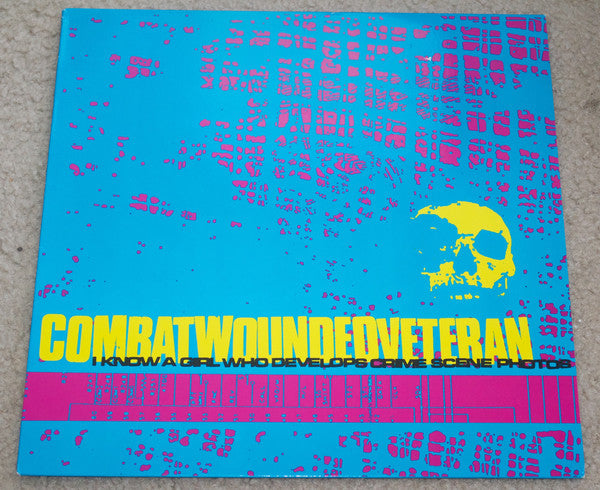 COMBATWOUNDEDVETERAN
I KNOW A GIRL WHO DEVELOPS CRIME SCENE PHOTOS